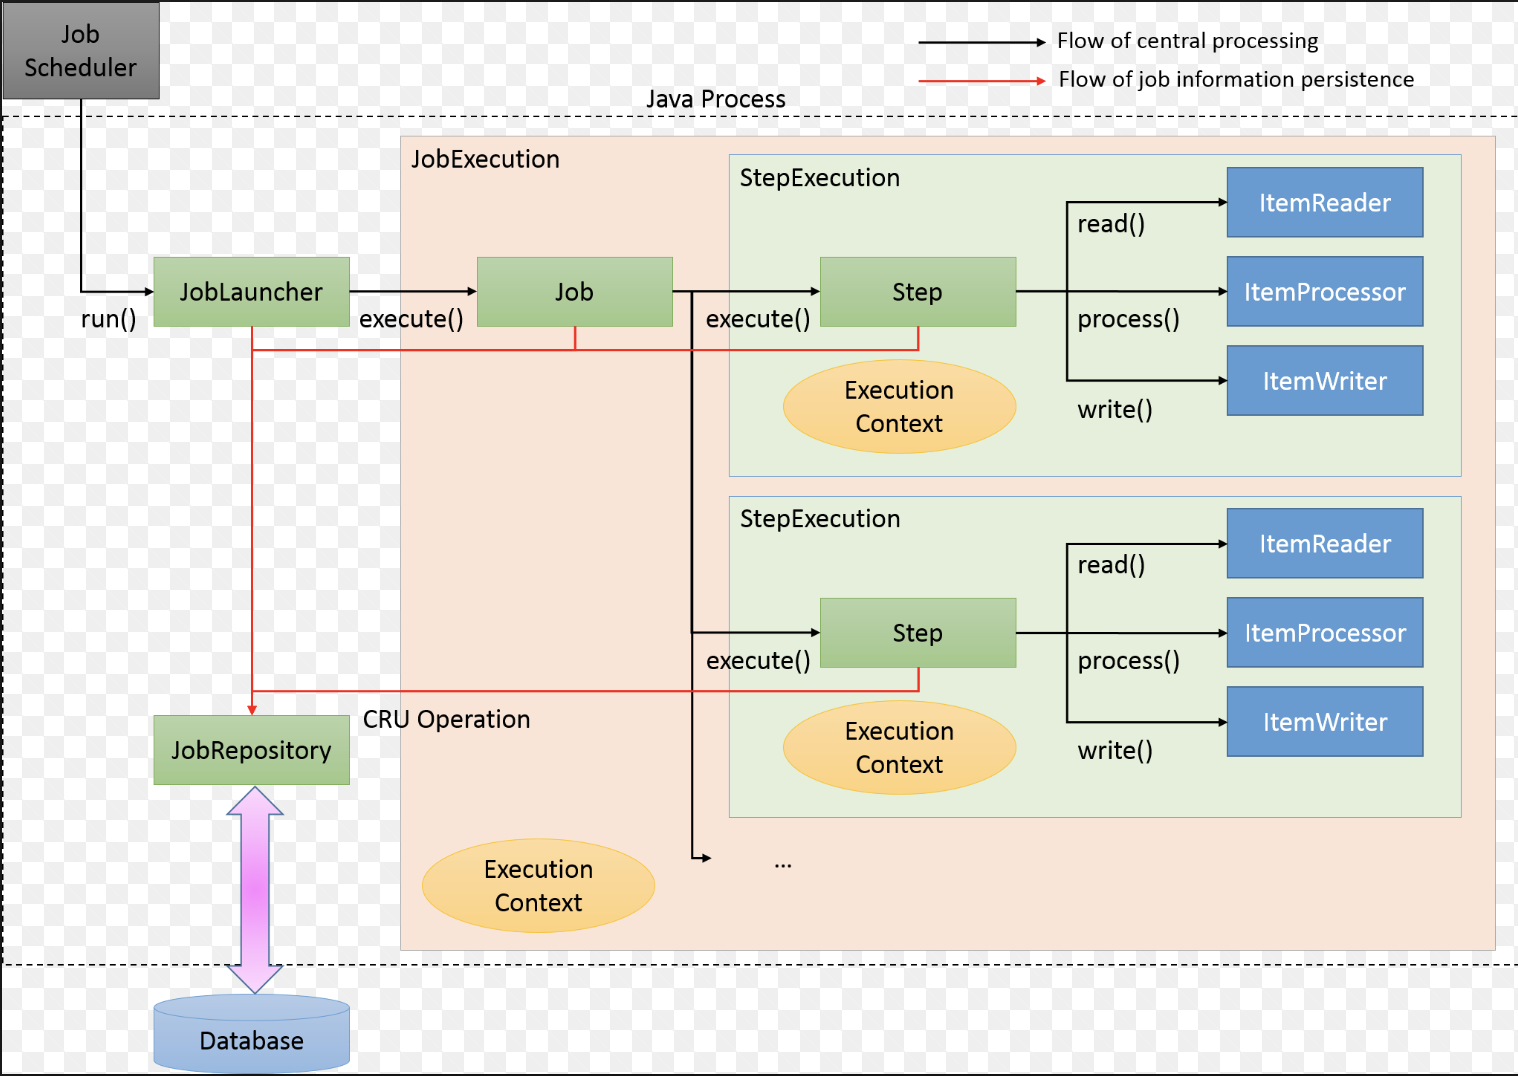 Job
Scheduler
Flow of central processing
Flow of job information persistence
Java Process
JobExecution
StepExecution
ItemReader
read()
JobLauncher
Job
Step
ItemProcessor
run()
execute()
execute()
process()
ItemWriter
write()
Execution
Context
StepExecution
ItemReader
read()
Step
ItemProcessor
execute()
process()
CRU Operation
ItemWriter
write()
Execution
Context
JobRepository
...
Execution
Context
Database